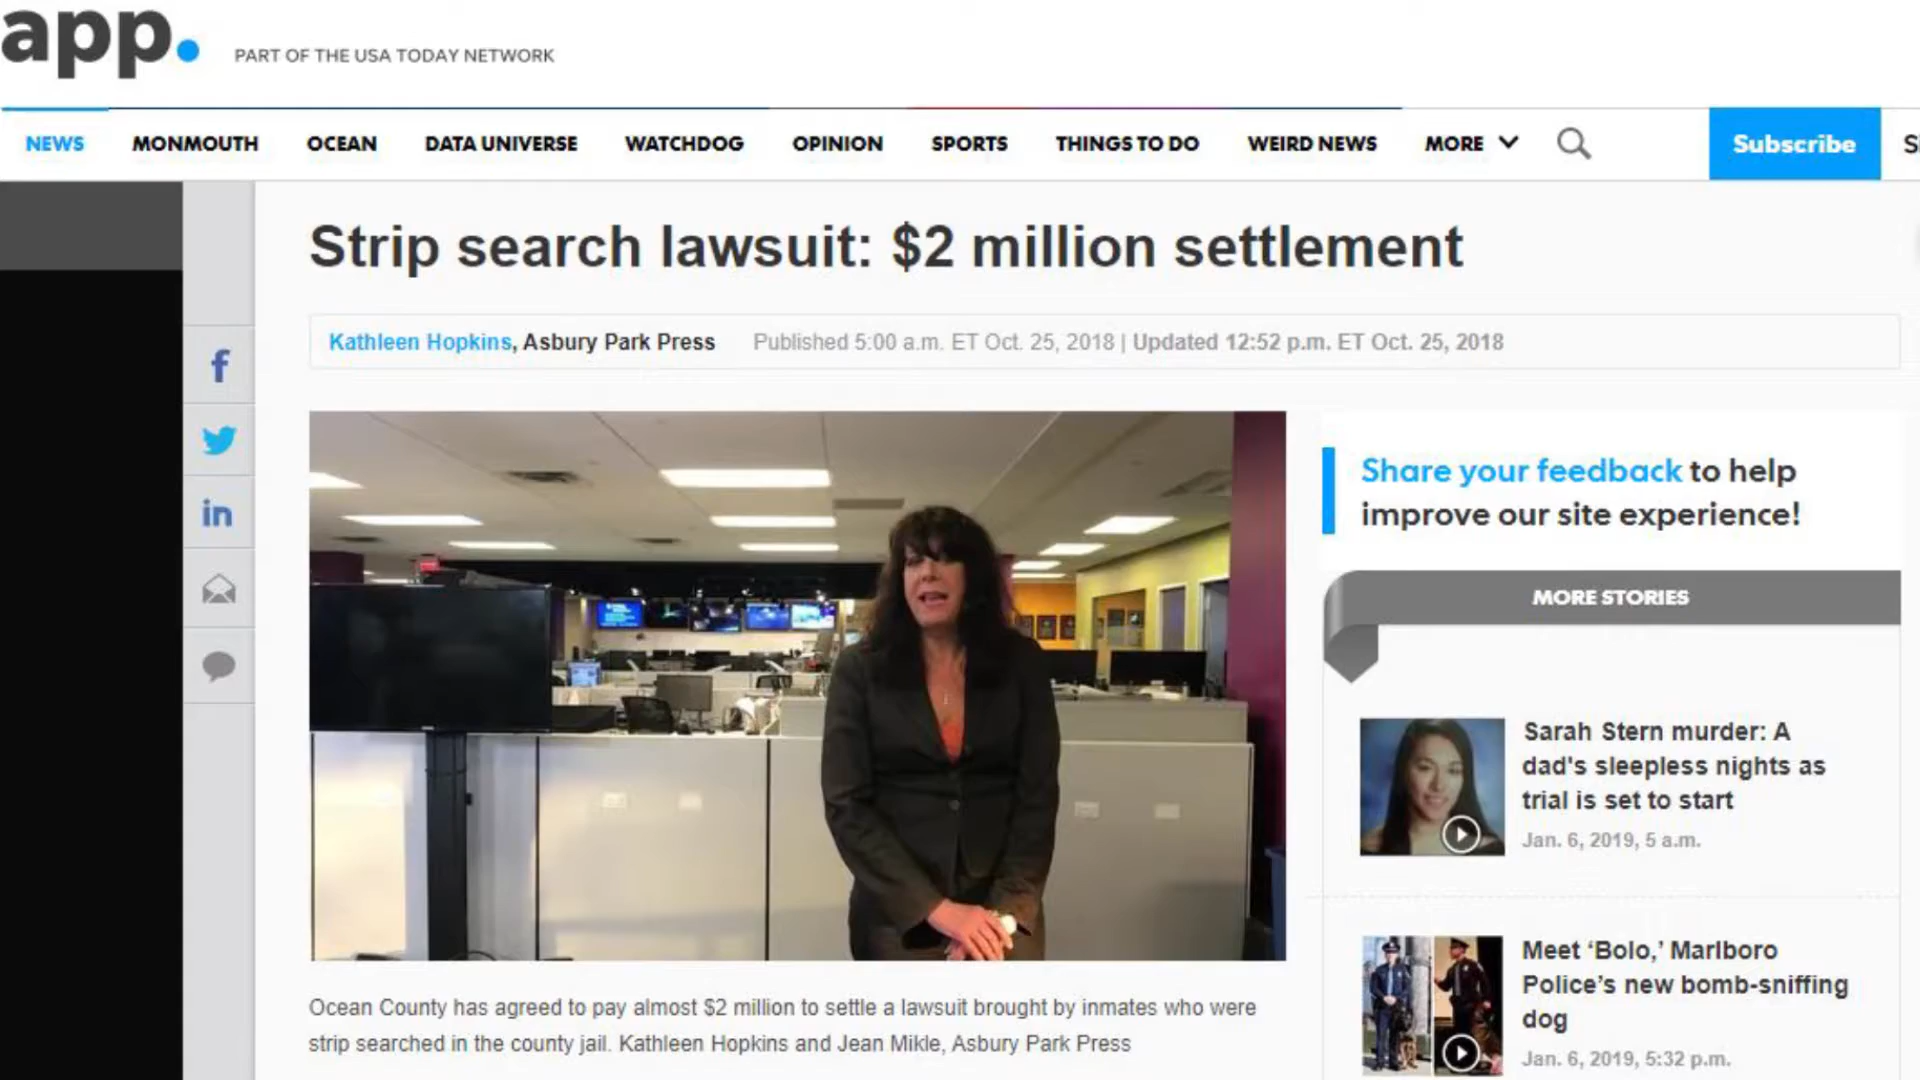 app.
PART OF THE USA TODAY NETWORK
NEWS MONMOUTH OCEAN DATA UNIVERSE WATCHDOG OPINION SPORTS THINGS TO DO WEIRD NEWS MORE Subscribe
Strip search lawsuit: $2 million settlement
Kathleen Hopkins, Asbury Park Press Published 5:00 a.m. ET Oct. 25, 2018 | Updated 12:52 p.m. ET Oct. 25, 2018
f
in
Ocean County has agreed to pay almost $2 million to settle a lawsuit brought by inmates who were
strip searched in the county jail. Kathleen Hopkins and Jean Mikle, Asbury Park Press
Share your feedback to help
improve our site experience!
MORE STORIES
Sarah Stern murder: A
dad's sleepless nights as
trial is set to start
Jan. 6, 2019, 5 a.m.
Meet ‘Bolo,’ Marlboro
Police’s new bomb-sniffing
dog
Jan. 6, 2019, 5:32 p.m.